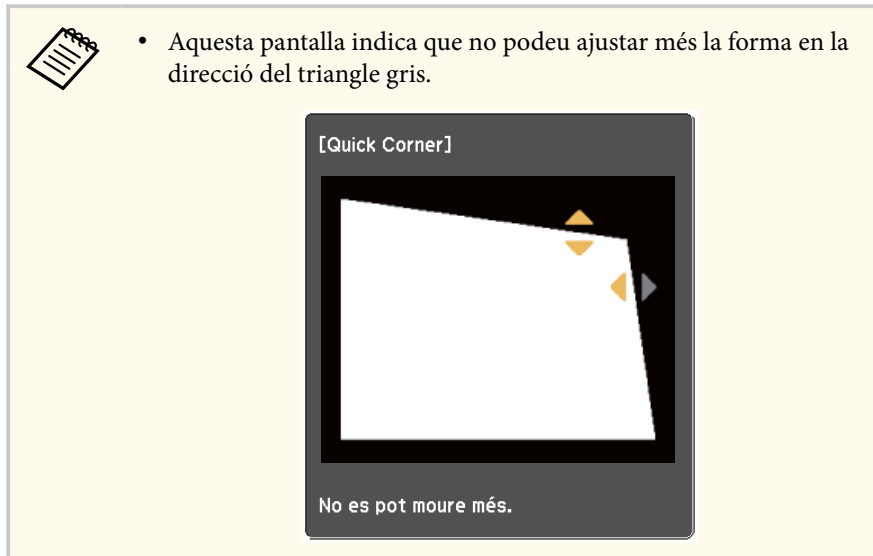 • Aquesta pantalla indica que no podeu ajustar més la forma en la
direcció del triangle gris.
[Quick Corner]
No es pot moure més.